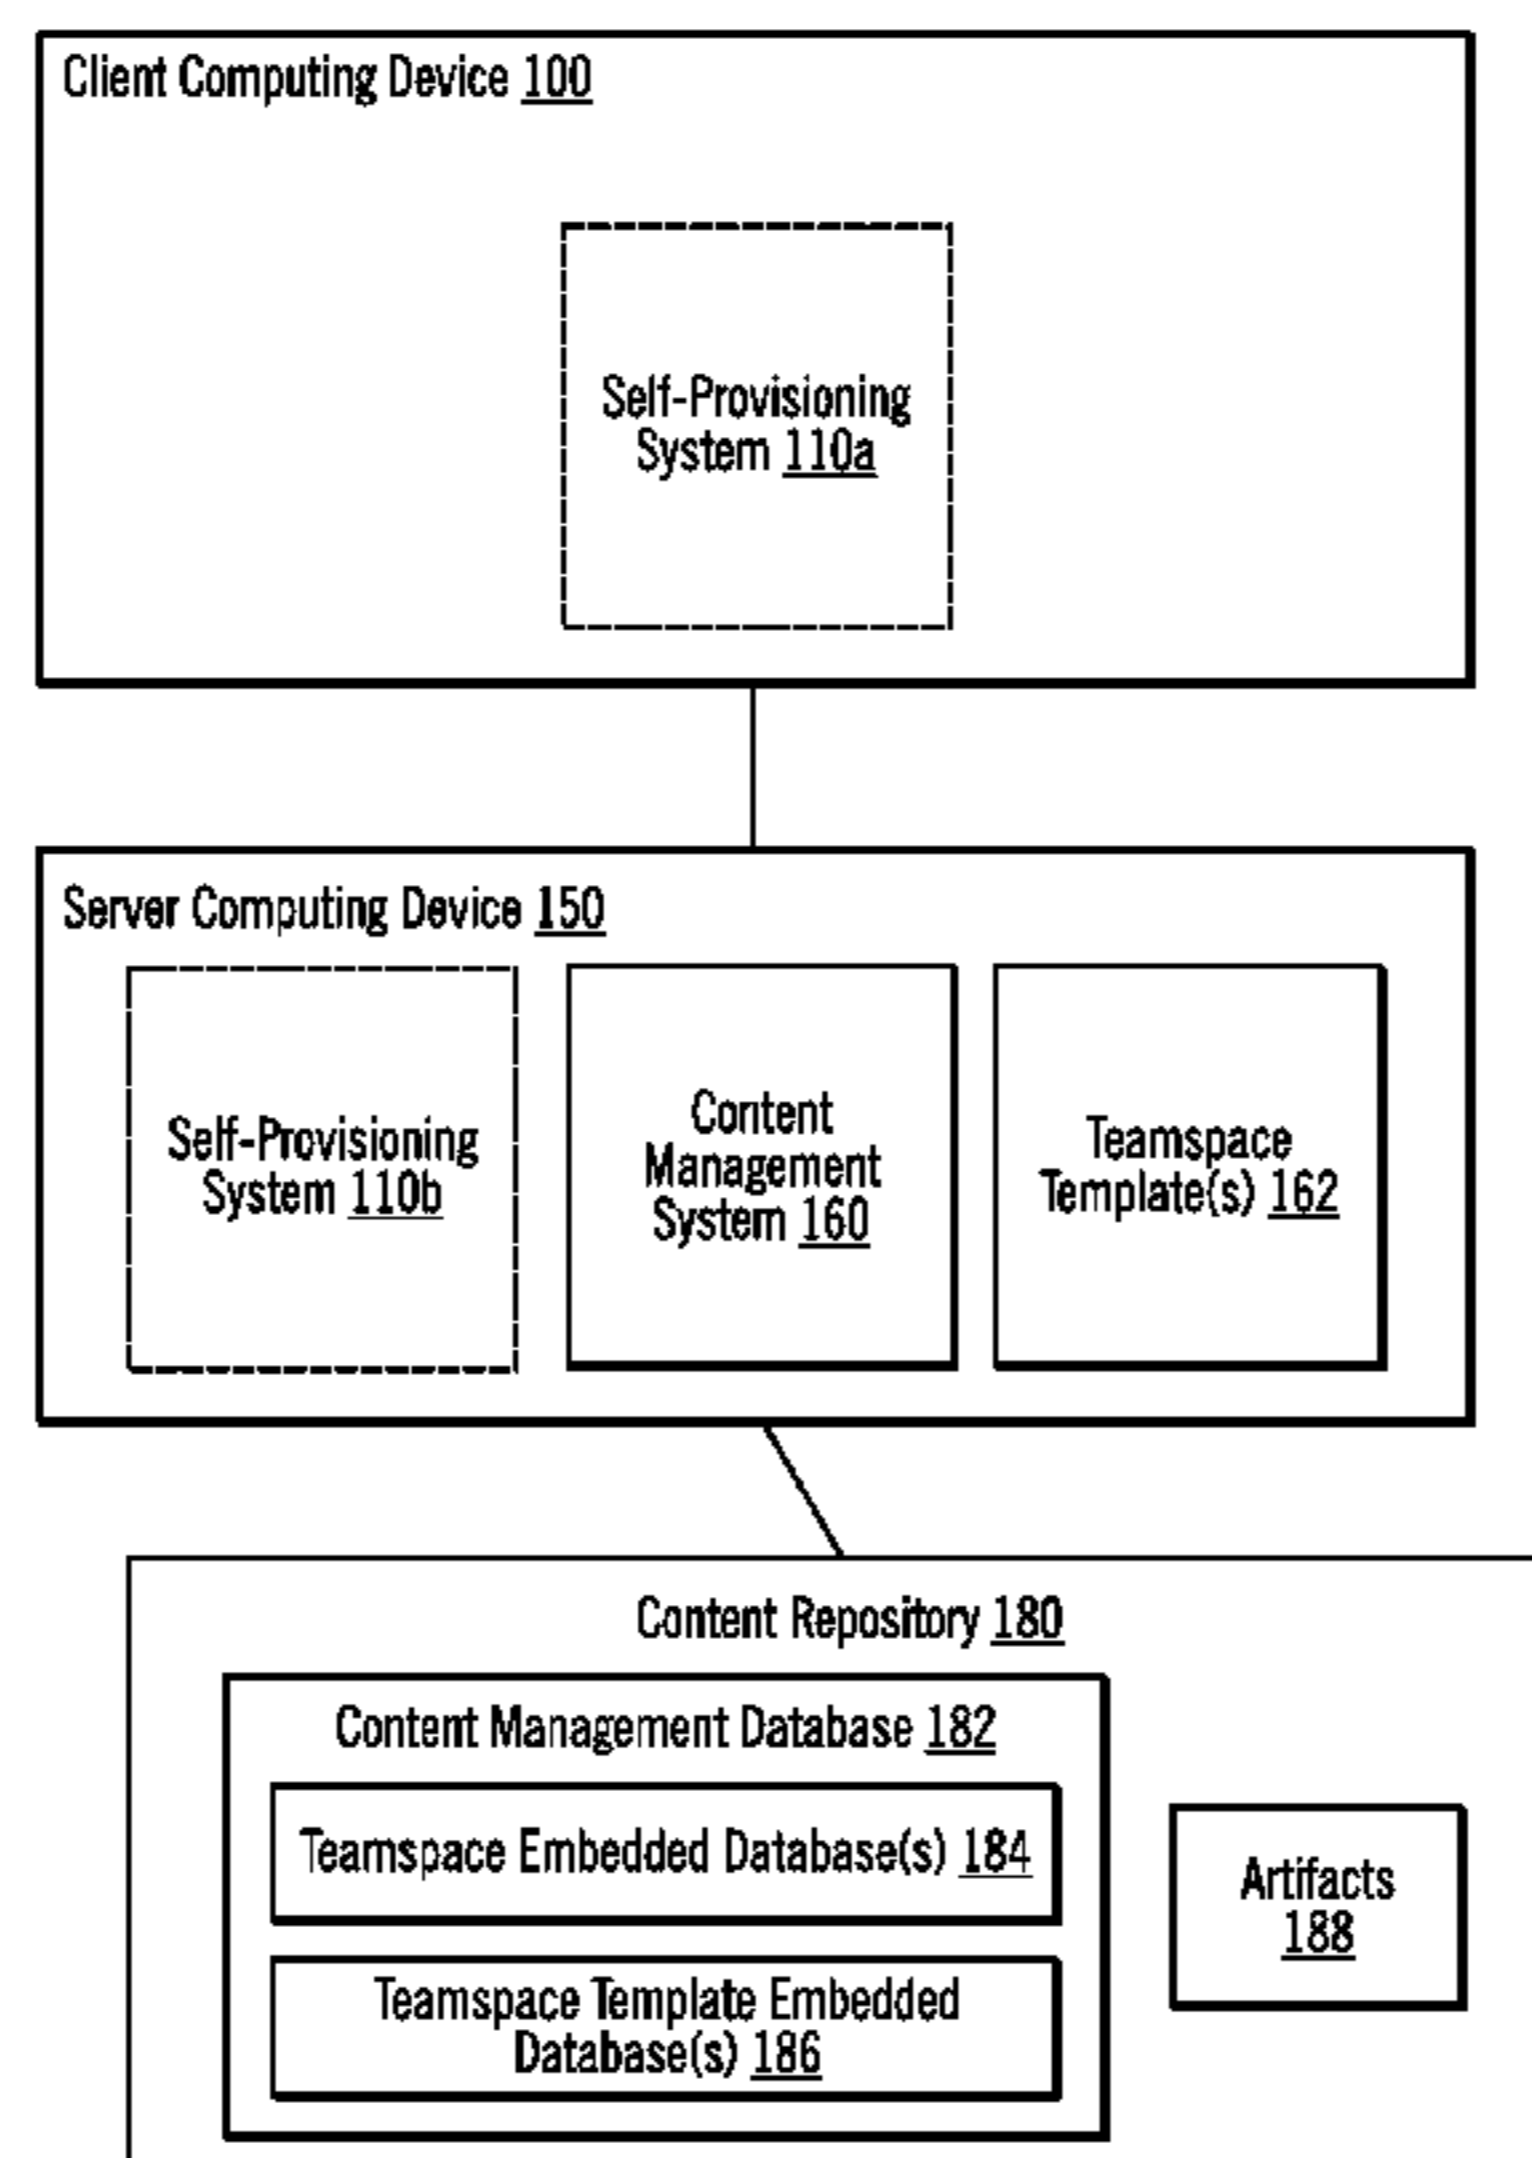 Client Computing Device 100
Self-Provisioning
System 110a
Server Computing Device 150
Self-Provisioning
System 110b
Content
Management
System 160
Teamspace
Template(s) 162
Content Repository 180
Content Management Database 182
Teamspace Embedded Database(s) 184
Teamspace Template Embedded
Database(s) 186
Artifacts
188